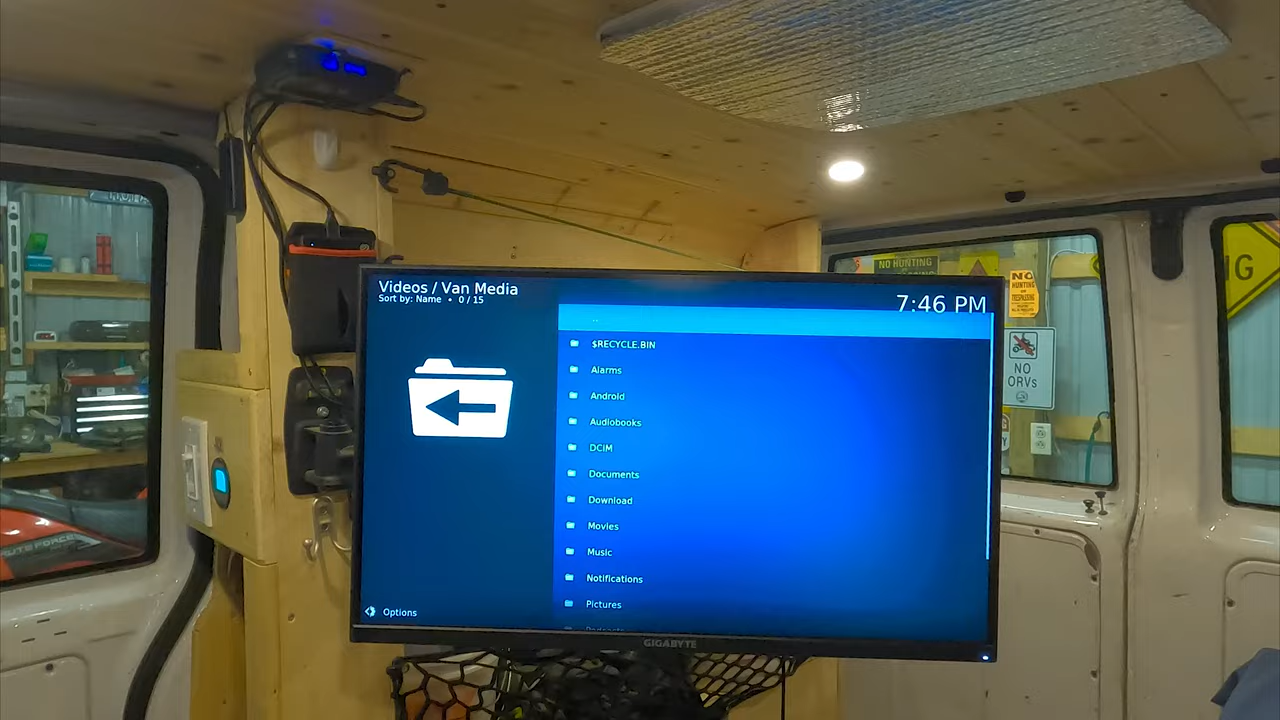 Videos / Van Media
Sort by: Name • 0 / 15
7:46 PM
..
$RECYCLE.BIN
Alarms
Android
Audiobooks
DCIM
Documents
Download
Movies
Music
Notifications
Pictures
Options
GIGABYTE
NO HUNTING
NO
HUNTING
NO
ORVs